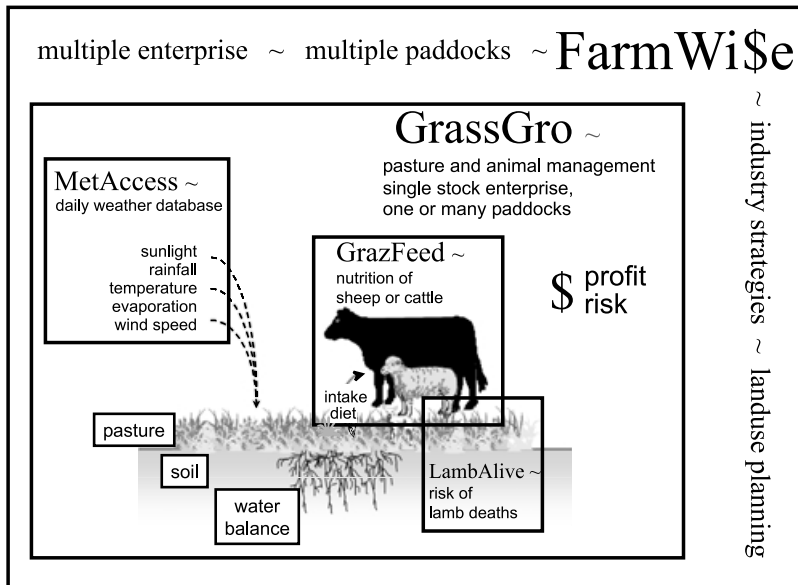 multiple enterprise ~ multiple paddocks ~ FarmWi$e
~ industry strategies ~ landuse planning
GrassGro ~
pasture and animal management
single stock enterprise,
one or many paddocks
MetAccess ~
daily weather database
sunlight
rainfall
temperature
evaporation
wind speed
GrazFeed ~
nutrition of
sheep or cattle
$ profit
risk
intake
diet
pasture
soil
water
balance
LambAlive ~
risk of
lamb deaths